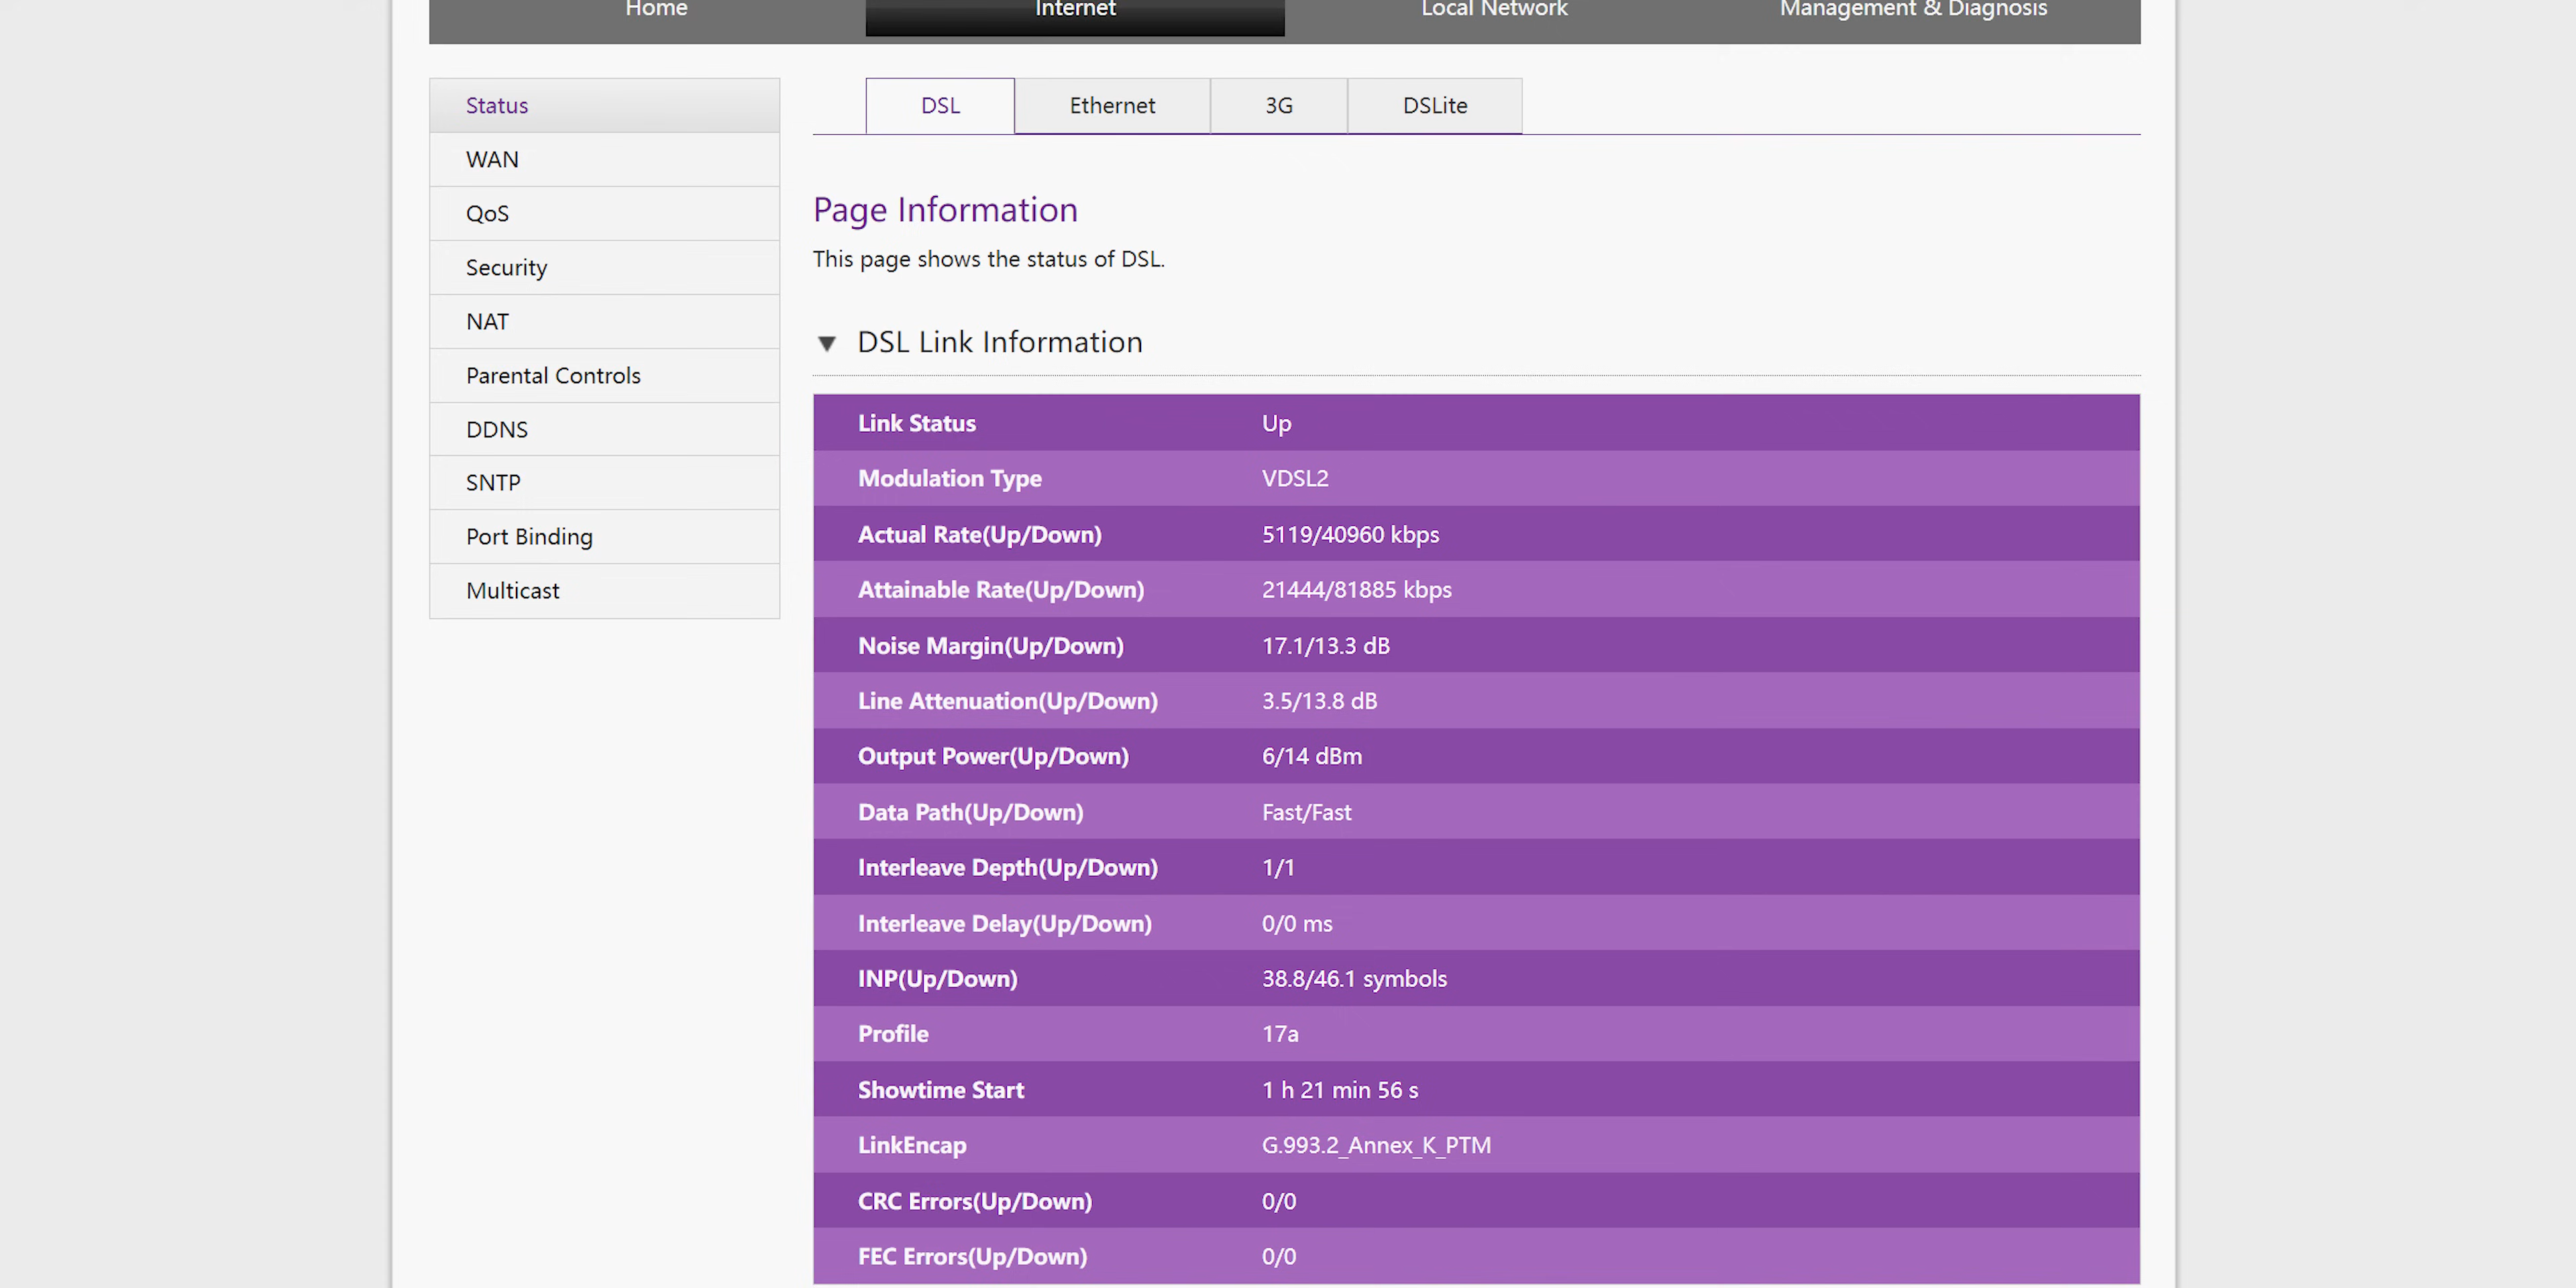 Home Internet Local Network Management & Diagnosis
Status
WAN
QoS
Security
NAT
Parental Controls
DDNS
SNTP
Port Binding
Multicast
DSL Ethernet 3G DSLite
Page Information
This page shows the status of DSL.
DSL Link Information
Link Status Up
Modulation Type VDSL2
Actual Rate(Up/Down) 5119/40960 kbps
Attainable Rate(Up/Down) 21444/81885 kbps
Noise Margin(Up/Down) 17.1/13.3 dB
Line Attenuation(Up/Down) 3.5/13.8 dB
Output Power(Up/Down) 6/14 dBm
Data Path(Up/Down) Fast/Fast
Interleave Depth(Up/Down) 1/1
Interleave Delay(Up/Down) 0/0 ms
INP(Up/Down) 38.8/46.1 symbols
Profile 17a
Showtime Start 1 h 21 min 56 s
LinkEncap G.993.2_Annex_K_PTM
CRC Errors(Up/Down) 0/0
FEC Errors(Up/Down) 0/0